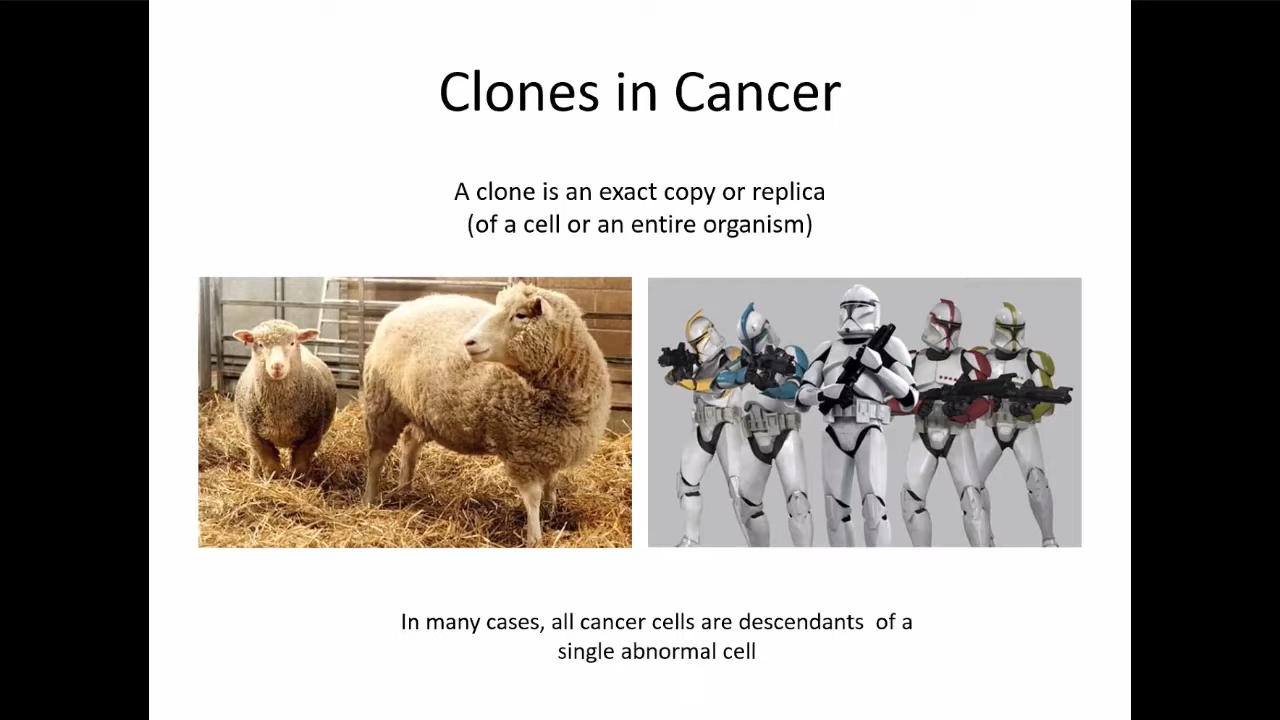 Clones in Cancer
A clone is an exact copy or replica
(of a cell or an entire organism)
In many cases, all cancer cells are descendants  of a
single abnormal cell